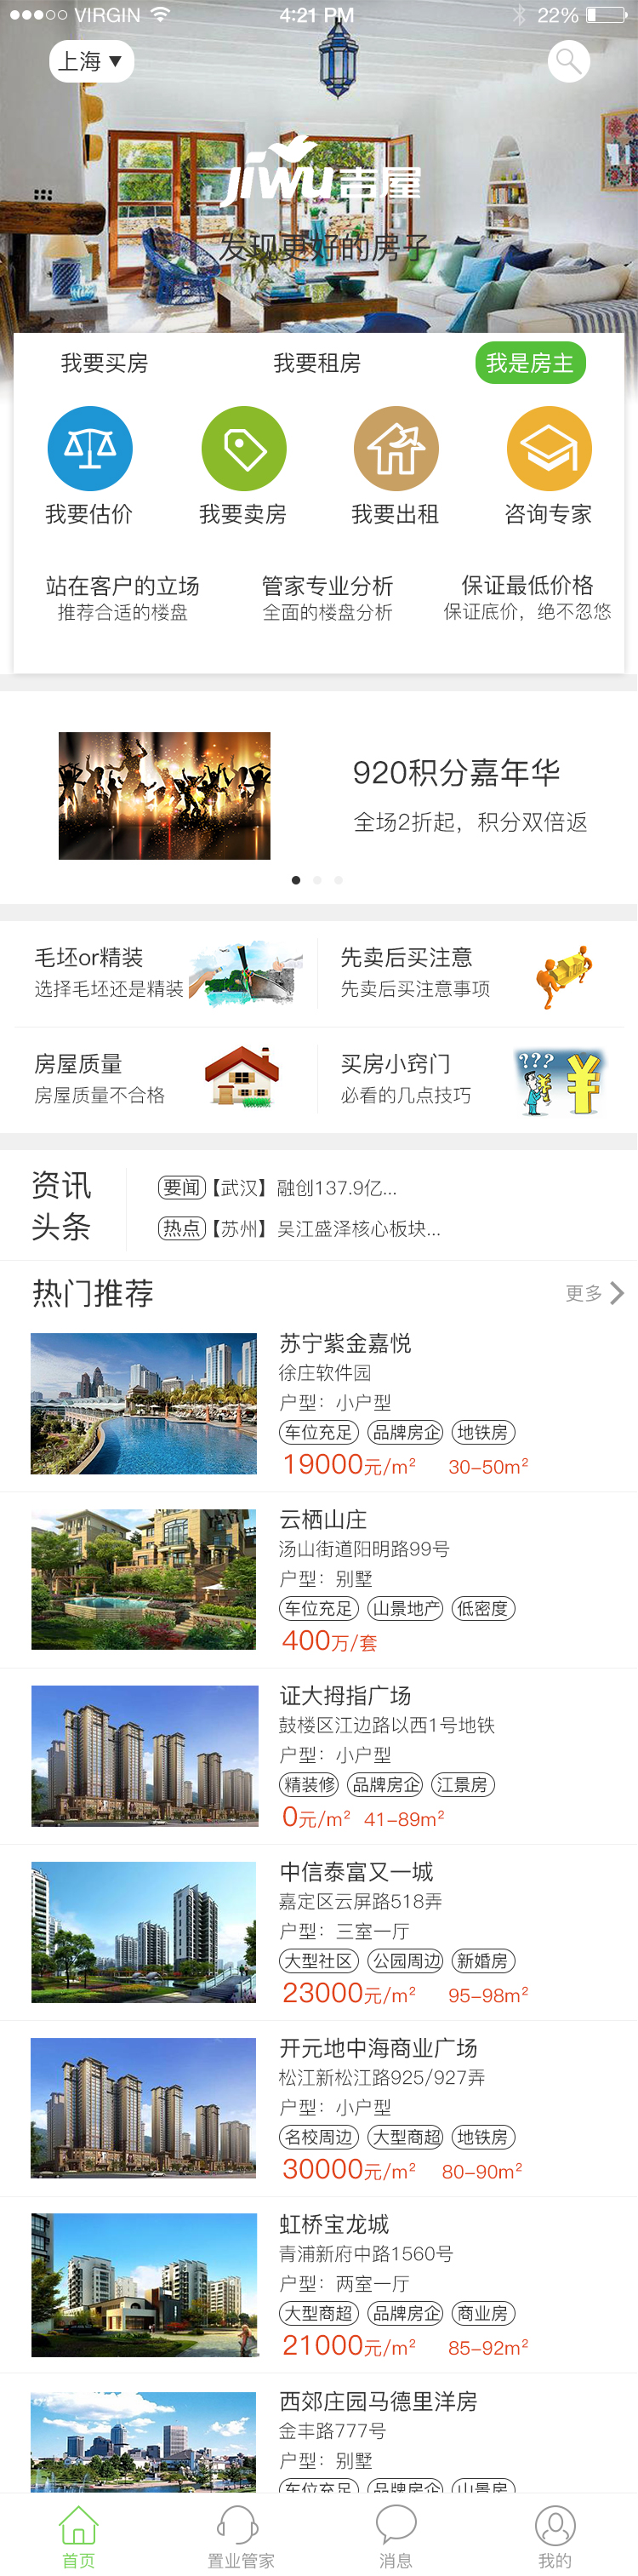 VIRGIN 4:21 PM 22%
上海▼
JIWU吉屋
发现更好的房子
我要买房 我要租房 我是房主
我要估价 我要卖房 我要出租 咨询专家
站在客户的立场 管家专业分析 保证最低价格
推荐合适的楼盘 全面的楼盘分析 保证底价，绝不忽悠
920积分嘉年华
全场2折起，积分双倍返
毛坯or精装 先卖后买注意
选择毛坯还是精装 先卖后买注意事项
房屋质量 买房小窍门
房屋质量不合格 必看的几点技巧
???
¥ ¥
资讯
头条
要闻【武汉】融创137.9亿...
热点【苏州】吴江盛泽核心板块...
热门推荐 更多
苏宁紫金嘉悦
徐庄软件园
户型：小户型
车位充足 品牌房企 地铁房
19000元/m² 30-50m²
云栖山庄
汤山街道阳明路99号
户型：别墅
车位充足 山景地产 低密度
400万/套
证大拇指广场
鼓楼区江边路以西1号地铁
户型：小户型
精装修 品牌房企 江景房
0元/m² 41-89m²
中信泰富又一城
嘉定区云屏路518弄
户型：三室一厅
大型社区 公园周边 新婚房
23000元/m² 95-98m²
开元地中海商业广场
松江新松江路925/927弄
户型：小户型
名校周边 大型商超 地铁房
30000元/m² 80-90m²
虹桥宝龙城
青浦新府中路1560号
户型：两室一厅
大型商超 品牌房企 商业房
21000元/m² 85-92m²
西郊庄园马德里洋房
金丰路777号
户型：别墅
车位充足 品牌房企 山景房
首页 置业管家 消息 我的